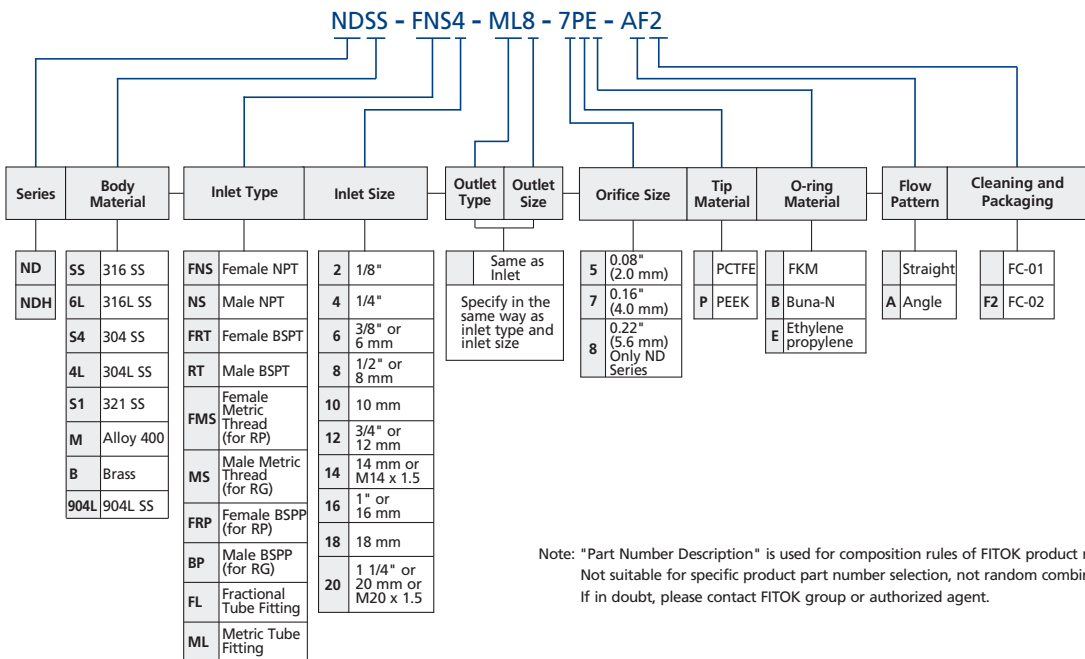 NDSS - FNS4 - ML8 - 7PE - AF2
Series
Body
Material
Inlet Type
Inlet Size
Outlet
Type
Outlet
Size
Orifice Size
Tip
Material
O-ring
Material
Flow
Pattern
Cleaning and
Packaging
ND
NDH
SS 316 SS
6L 316L SS
S4 304 SS
4L 304L SS
S1 321 SS
M Alloy 400
B Brass
904L 904L SS
FNS Female NPT
NS Male NPT
FRT Female BSPT
RT Male BSPT
FMS Female
Metric
Thread
(for RP)
MS Male Metric
Thread
(for RG)
FRP Female BSPP
(for RP)
BP Male BSPP
(for RG)
FL Fractional
Tube Fitting
ML Metric Tube
Fitting
2 1/8"
4 1/4"
6 3/8" or
6 mm
8 1/2" or
8 mm
10 10 mm
12 3/4" or
12 mm
14 14 mm or
M14 x 1.5
16 1" or
16 mm
18 18 mm
20 1 1/4" or
20 mm or
M20 x 1.5
Same as
Inlet
Specify in the
same way as
inlet type and
inlet size
5 0.08"
(2.0 mm)
7 0.16"
(4.0 mm)
8 0.22"
(5.6 mm)
Only ND
Series
PCTFE
P PEEK
FKM
B Buna-N
E Ethylene
propylene
Straight
A Angle
FC-01
F2 FC-02
Note: "Part Number Description" is used for composition rules of FITOK product
Not suitable for specific product part number selection, not random
If in doubt, please contact FITOK group or authorized agent.